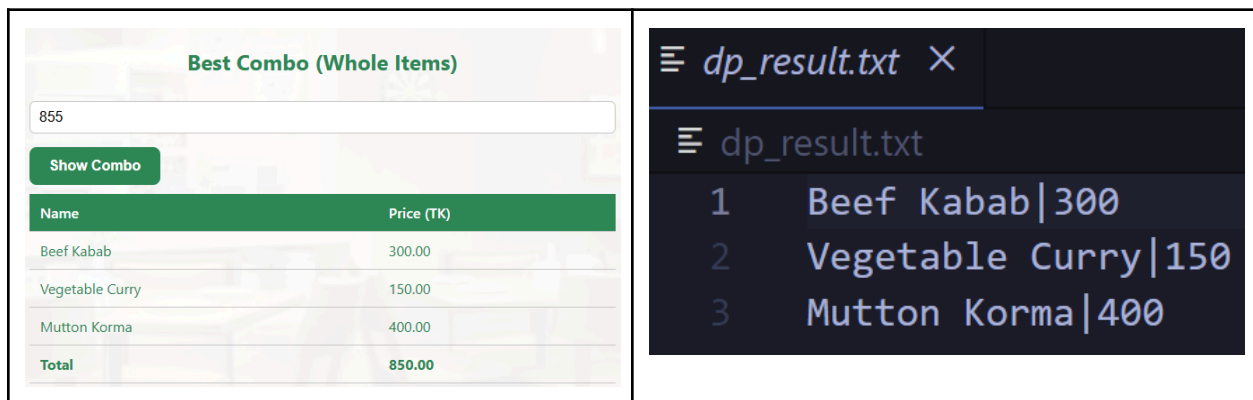 Best Combo (Whole Items)
855
Show Combo
Name Price (TK)
Beef Kabab 300.00
Vegetable Curry 150.00
Mutton Korma 400.00
Total 850.00
dp_result.txt ×
dp_result.txt
1 Beef Kabab|300
2 Vegetable Curry|150
3 Mutton Korma|400